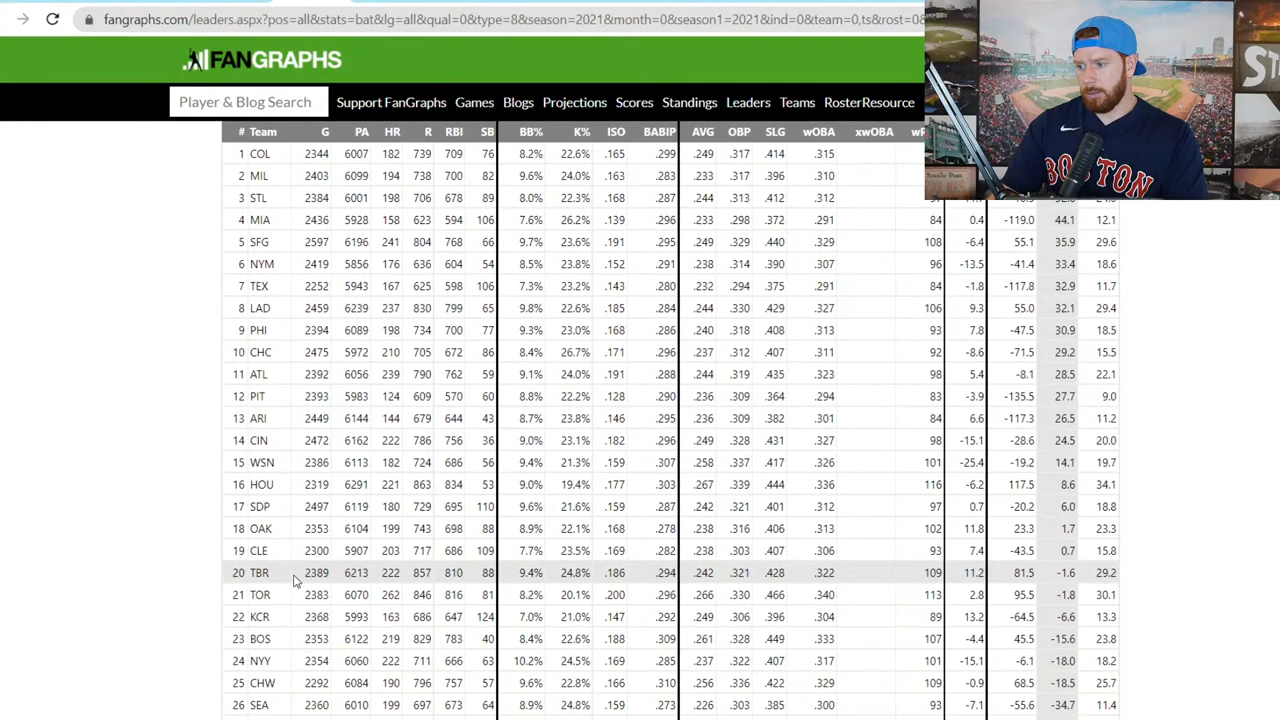 fangraphs.com/leaders.aspx?pos=all&stats=bat&lg=all&qual=0&type=8&season=2021&month=0&season1=2021&ind=0&team=0,ts&rost=0&
FANGRAPHS
Player & Blog Search Support FanGraphs Games Blogs Projections Scores Standings Leaders Teams RosterResource
# Team G PA HR R RBI SB BB% K% ISO BABIP AVG OBP SLG wOBA xwOBA
1 COL 2344 6007 182 739 709 76 8.2% 22.6% .165 .299 .249 .317 .414 .315
2 MIL 2403 194 738 700 82 9.6% 24.0% .163 .283 .233 .317 .396 .310
3 STL 2384 6001 198 706 678 89 8.0% 22.3% .168 .287 .244 .313 .412 .312
4 MIA 2436 5928 158 623 594 106 7.6% 26.2% .139 .296 .233 .298 .372 .291 84 0.4 -119.0 44.1 12.1
5 SFG 2597 6196 241 804 768 66 9.7% 23.6% .191 .295 .249 .329 .440 .329 108 -6.4 55.1 35.9 29.6
6 NYM 2419 5856 176 636 604 54 8.5% 23.8% .152 .291 .238 .314 .390 .307 96 -13.5 -41.4 33.4 18.6
7 TEX 2252 5943 167 625 598 106 7.3% 23.2% .143 .280 .232 .294 .375 .291 84 -1.8 -117.8 32.9 11.7
8 LAD 2459 6239 237 830 799 65 9.8% 22.6% .185 .284 .244 .330 .429 .327 106 9.3 55.0 32.1 29.4
9 PHI 2394 6089 198 734 700 77 9.3% 23.0% .168 .286 .240 .318 .408 .313 93 7.8 -47.5 30.9 18.5
10 CHC 2475 5972 210 705 672 86 8.4% 26.7% .171 .296 .237 .312 .407 .311 92 -8.6 -71.5 29.2 15.5
11 ATL 2392 6056 239 790 762 59 9.1% 24.0% .191 .288 .244 .319 .435 .323 98 5.4 -8.1 28.5 22.1
12 PIT 2393 5983 124 609 570 60 8.8% 22.2% .128 .290 .236 .309 .364 .294 83 -3.9 -135.5 27.7 9.0
13 ARI 2449 6144 144 679 644 43 8.7% 23.8% .146 .295 .236 .309 .382 .301 84 6.6 -117.3 26.5 11.2
14 CIN 2472 6162 222 786 756 36 9.0% 23.1% .182 .296 .249 .328 .431 .327 98 -15.1 -28.6 24.5 20.0
15 WSN 2386 6113 182 724 686 56 9.4% 21.3% .159 .307 .258 .337 .417 .326 101 -25.4 -19.2 14.1 19.7
16 HOU 2319 6291 221 863 834 53 9.0% 19.4% .177 .303 .267 .339 .444 .336 116 -6.2 117.5 8.6 34.1
17 SDP 2497 6119 180 729 695 110 9.6% 21.6% .159 .287 .242 .321 .401 .312 97 0.7 -20.2 6.0 18.8
18 OAK 2353 6104 199 743 698 88 8.9% 22.1% .168 .278 .238 .316 .406 .313 102 11.8 23.3 1.7 23.3
19 CLE 2300 5907 203 717 686 109 7.7% 23.5% .169 .282 .238 .303 .407 .306 93 7.4 -43.5 0.7 15.8
20 TBR 2389 6213 222 857 810 88 9.4% 24.8% .186 .294 .242 .321 .428 .322 109 11.2 81.5 -1.6 29.2
21 TOR 2383 6070 262 846 816 81 8.2% 20.1% .200 .296 .266 .330 .466 .340 113 2.8 95.5 -1.8 30.1
22 KCR 2368 5993 163 686 647 124 7.0% 21.0% .147 .292 .249 .306 .396 .304 89 13.2 -64.5 -6.6 13.3
23 BOS 2353 6122 219 829 783 40 8.4% 22.6% .188 .309 .261 .328 .449 .333 107 -4.4 45.5 -15.6 23.8
24 NYY 2354 6060 222 711 666 63 10.2% 24.5% .169 .285 .237 .322 .407 .317 101 -15.1 -6.1 -18.0 18.2
25 CHW 2292 6084 190 796 757 57 9.6% 22.8% .166 .310 .256 .336 .422 .329 109 -0.9 68.5 -18.5 25.7
26 SEA 2360 6010 199 697 673 64 8.9% 24.8% .159 .273 .226 .303 .385 .300 93 -7.1 -55.6 -34.7 11.4
BOSTON